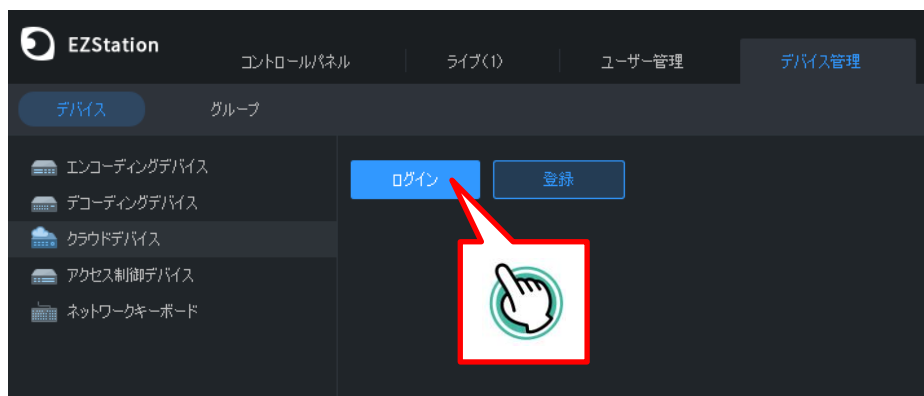 EZStation
コントロールパネル ライブ(1) ユーザー管理 デバイス管理
デバイス グループ
エンコーディングデバイス
デコーディングデバイス
クラウドデバイス
アクセス制御デバイス
ネットワークキーボード
ログイン 登録